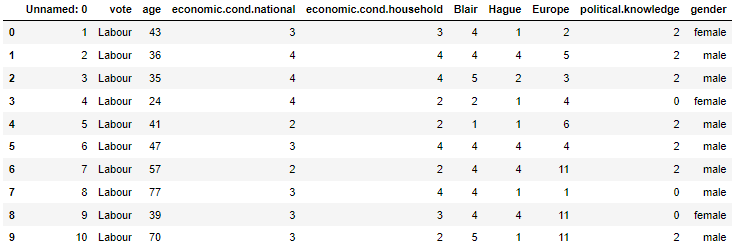 Unnamed: 0 vote age economic.cond.national economic.cond.household Blair Hague Europe political.knowledge gender
0 1 Labour 43 3 3 4 1 2 2 female
1 2 Labour 36 4 4 4 4 5 2 male
2 3 Labour 35 4 4 5 2 3 2 male
3 4 Labour 24 4 2 2 1 4 0 female
4 5 Labour 41 2 2 1 1 6 2 male
5 6 Labour 47 3 4 4 4 4 2 male
6 7 Labour 57 2 2 4 4 11 2 male
7 8 Labour 77 3 4 4 1 1 0 male
8 9 Labour 39 3 3 4 4 11 0 female
9 10 Labour 70 3 2 5 1 11 2 male